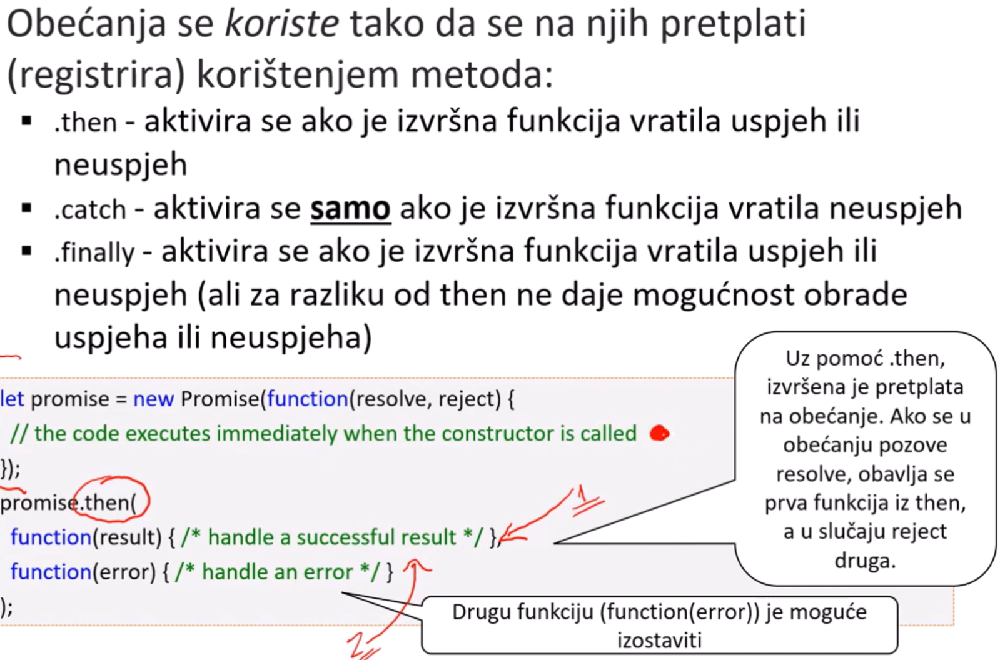 Obećanja se koriste tako da se na njih pretplati
(registrira) korištenjem metoda:
▪ .then - aktivira se ako je izvršna funkcija vratila uspjeh ili
neuspjeh
▪ .catch - aktivira se samo ako je izvršna funkcija vratila neuspjeh
▪ .finally - aktivira se ako je izvršna funkcija vratila uspjeh ili
neuspjeh (ali za razliku od then ne daje mogućnost obrade
uspjeha ili neuspjeha)
let promise = new Promise(function(resolve, reject) {
// the code executes immediately when the constructor is called
});
promise.then(
function(result) { /* handle a successful result */ },
function(error) { /* handle an error */ }
);
1
2
Uz pomoć .then,
izvršena je pretplata
na obećanje. Ako se u
obećanju pozove
resolve, obavlja se
prva funkcija iz then,
a u slučaju reject
druga.
Drugu funkciju (function(error)) je moguće
izostaviti